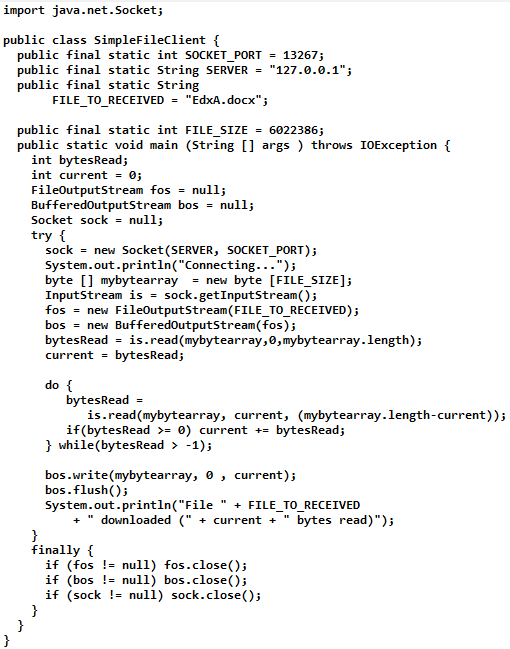 import java.net.Socket;

public class SimpleFileClient {
  public final static int SOCKET_PORT = 13267;
  public final static String SERVER = "127.0.0.1";
  public final static String
       FILE_TO_RECEIVED = "EdxA.docx";

  public final static int FILE_SIZE = 6022386;
  public static void main (String [] args ) throws IOException {
    int bytesRead;
    int current = 0;
    FileOutputStream fos = null;
    BufferedOutputStream bos = null;
    Socket sock = null;
    try {
      sock = new Socket(SERVER, SOCKET_PORT);
      System.out.println("Connecting...");
      byte [] mybytearray  = new byte [FILE_SIZE];
      InputStream is = sock.getInputStream();
      fos = new FileOutputStream(FILE_TO_RECEIVED);
      bos = new BufferedOutputStream(fos);
      bytesRead = is.read(mybytearray,0,mybytearray.length);
      current = bytesRead;

      do {
         bytesRead =
            is.read(mybytearray, current, (mybytearray.length-current));
         if(bytesRead >= 0) current += bytesRead;
      } while(bytesRead > -1);

      bos.write(mybytearray, 0 , current);
      bos.flush();
      System.out.println("File " + FILE_TO_RECEIVED
          + " downloaded (" + current + " bytes read)");
    }
    finally {
      if (fos != null) fos.close();
      if (bos != null) bos.close();
      if (sock != null) sock.close();
    }
  }
}